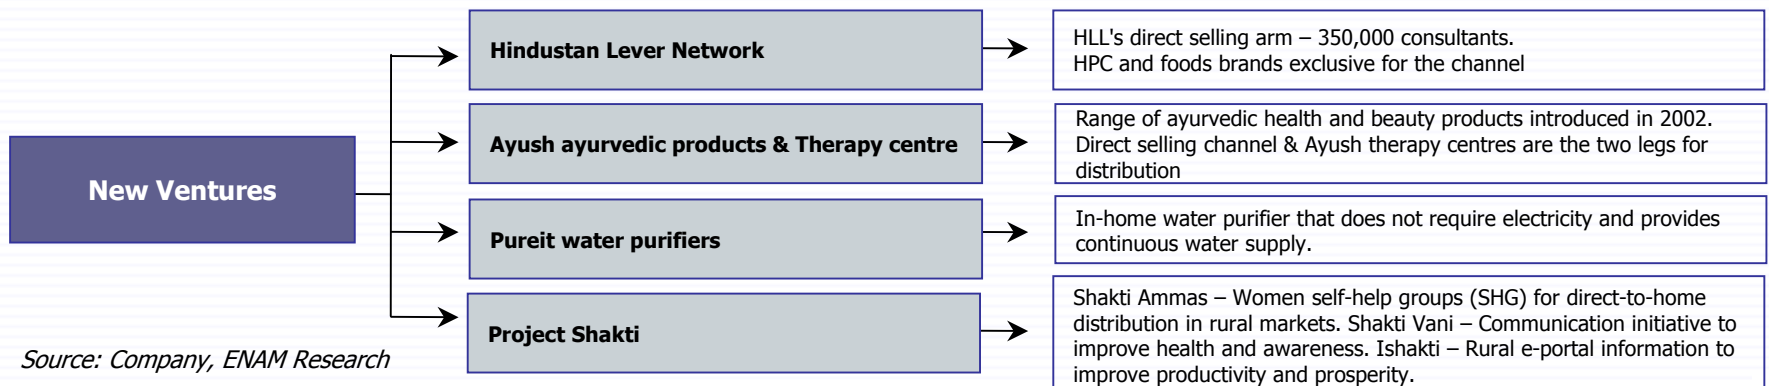 New Ventures
Hindustan Lever Network
HLL's direct selling arm – 350,000 consultants.
HPC and foods brands exclusive for the channel
Ayush ayurvedic products & Therapy centre
Range of ayurvedic health and beauty products introduced in 2002.
Direct selling channel & Ayush therapy centres are the two legs for
distribution
Pureit water purifiers
In-home water purifier that does not require electricity and provides
continuous water supply.
Project Shakti
Shakti Ammas – Women self-help groups (SHG) for direct-to-home
distribution in rural markets. Shakti Vani – Communication initiative to
improve health and awareness. Ishakti – Rural e-portal information to
improve productivity and prosperity.
Source: Company, ENAM Research